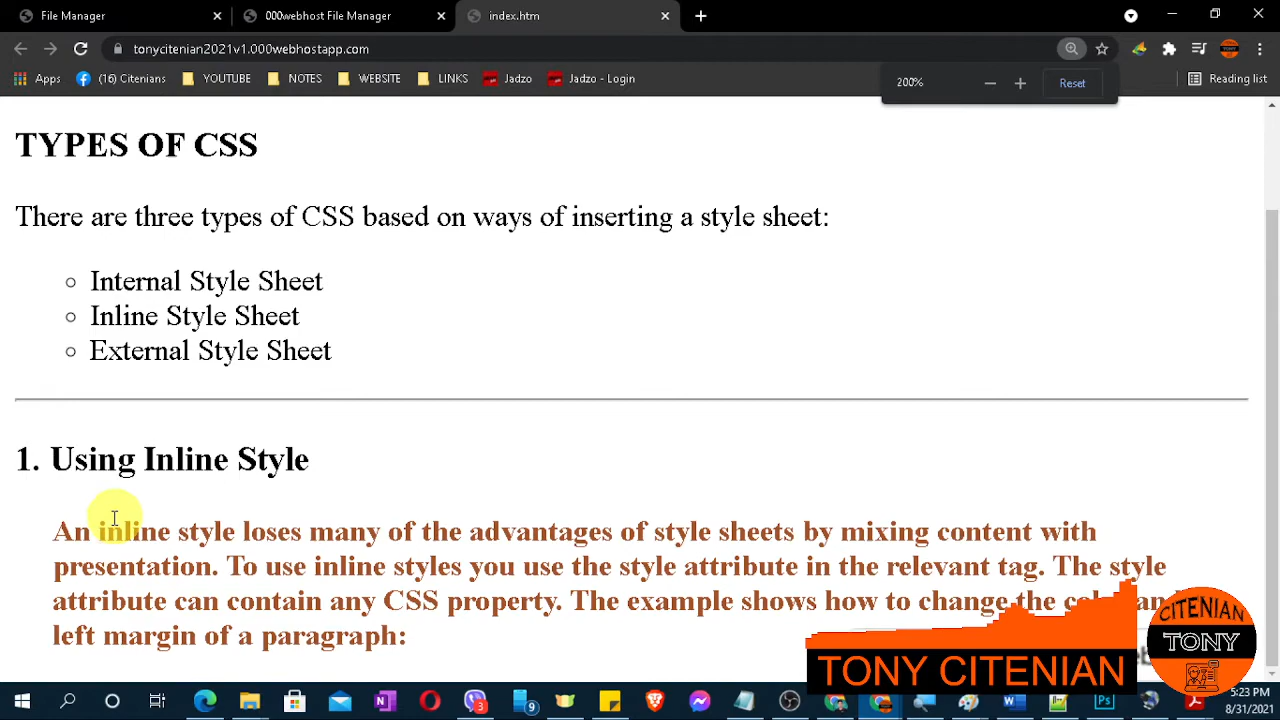 File Manager
000webhost File Manager
index.htm
tonycitenian2021v1.000webhostapp.com
Apps
(16) Citenians
YOUTUBE
NOTES
WEBSITE
LINKS
Jadzo
Jadzo - Login
Reading list
200%
Reset
TYPES OF CSS
There are three types of CSS based on ways of inserting a style sheet:
Internal Style Sheet
Inline Style Sheet
External Style Sheet
1. Using Inline Style
An inline style loses many of the advantages of style sheets by mixing content with
presentation. To use inline styles you use the style attribute in the relevant tag. The style
attribute can contain any CSS property. The example shows how to change the
left margin of a paragraph:
CITENIAN
TONY
TONY CITENIAN
5:23 PM
8/31/2021